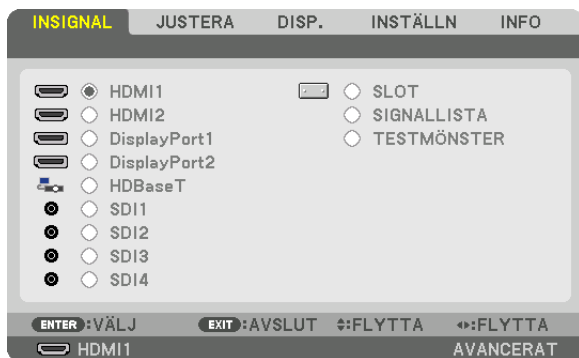 INSIGNAL JUSTERA DISP. INSTÄLLN INFO
HDMI1 SLOT
HDMI2 SIGNALLISTA
DisplayPort1 TESTMÖNSTER
DisplayPort2
HDBaseT
SDI1
SDI2
SDI3
SDI4
ENTER:VÄLJ EXIT:AVSLUT :FLYTTA :FLYTTA
HDMI1 AVANCERAT